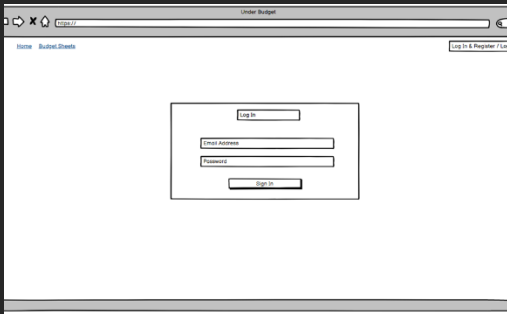 Under Budget
https://
Home Budget Sheets
Log In & Register / Lo
Log In
Email Address
Password
Sign In